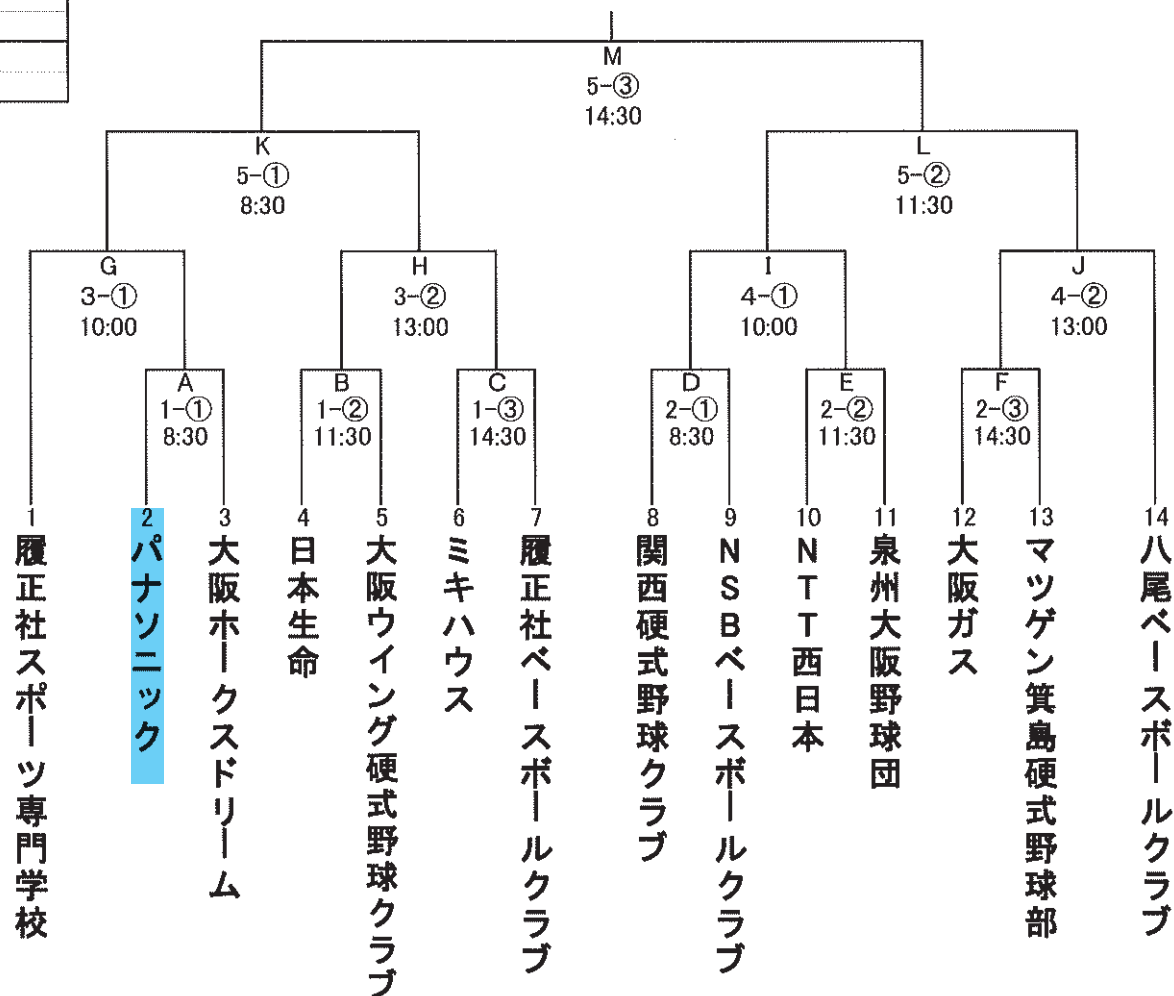 M
5-③
14:30
K
5-①
8:30
L
5-②
11:30
G
3-①
10:00
H
3-②
13:00
I
4-①
10:00
J
4-②
13:00
A
1-①
8:30
B
1-②
11:30
C
1-③
14:30
D
2-①
8:30
E
2-②
11:30
F
2-③
14:30
1
履正社スポーツ専門学校
2
パナソニック
3
大阪ホークスドリーム
4
日本生命
5
大阪ウイング硬式野球クラブ
6
ミキハウス
7
履正社ベースボールクラブ
8
関西硬式野球クラブ
9
NSBベースボールクラブ
10
NTT西日本
11
泉州大阪野球団
12
大阪ガス
13
マツゲン箕島硬式野球部
14
八尾ベースボールクラブ